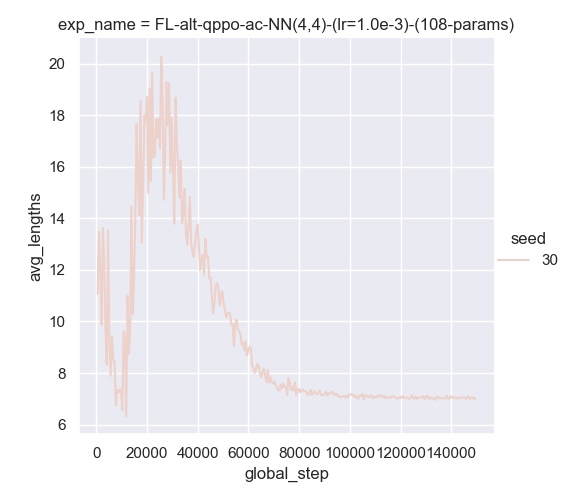 exp_name = FL-alt-qppo-ac-NN(4,4)-(lr=1.0e-3)-(108-params)
20
18
16
14
12
10
8
6
avg_lengths
0 20000 40000 60000 80000 100000 120000 140000
global_step
seed
30